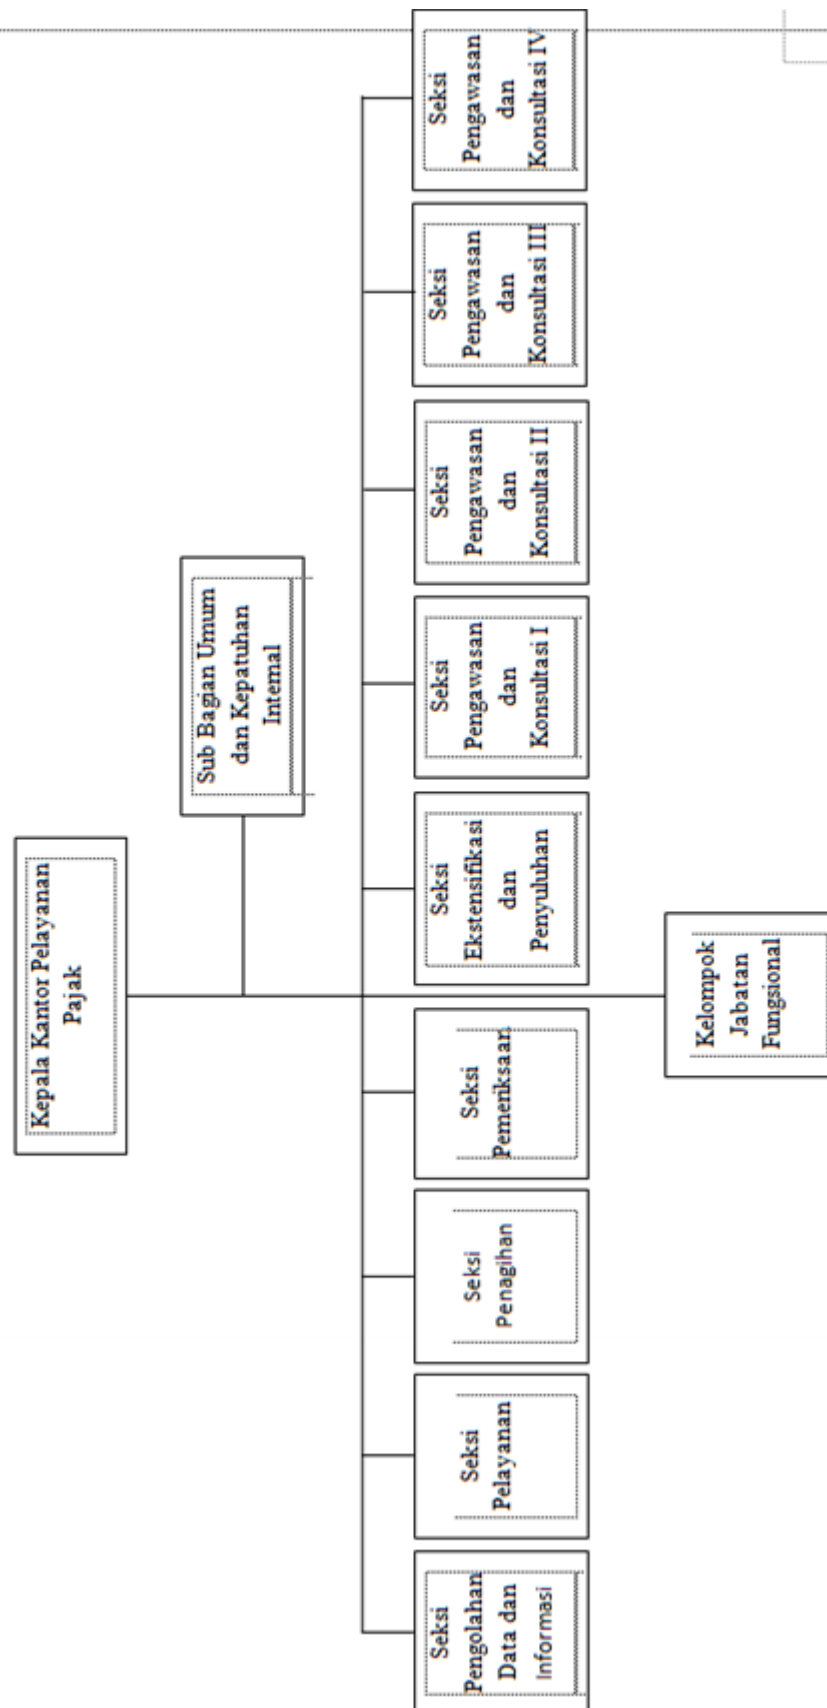 Kepala Kantor Pelayanan
Pajak
Sub Bagian Umum
dan Kepatuhan
Internal
Seksi
Pengolahan
Data dan
Informasi
Seksi
Pelayanan
Seksi
Penagihan
Seksi
Pemeriksaan
Seksi
Ekstensifikasi
dan
Penyuluhan
Seksi
Pengawasan
dan
Konsultasi I
Seksi
Pengawasan
dan
Konsultasi II
Seksi
Pengawasan
dan
Konsultasi III
Seksi
Pengawasan
dan
Konsultasi IV
Kelompok
Jabatan
Fungsional